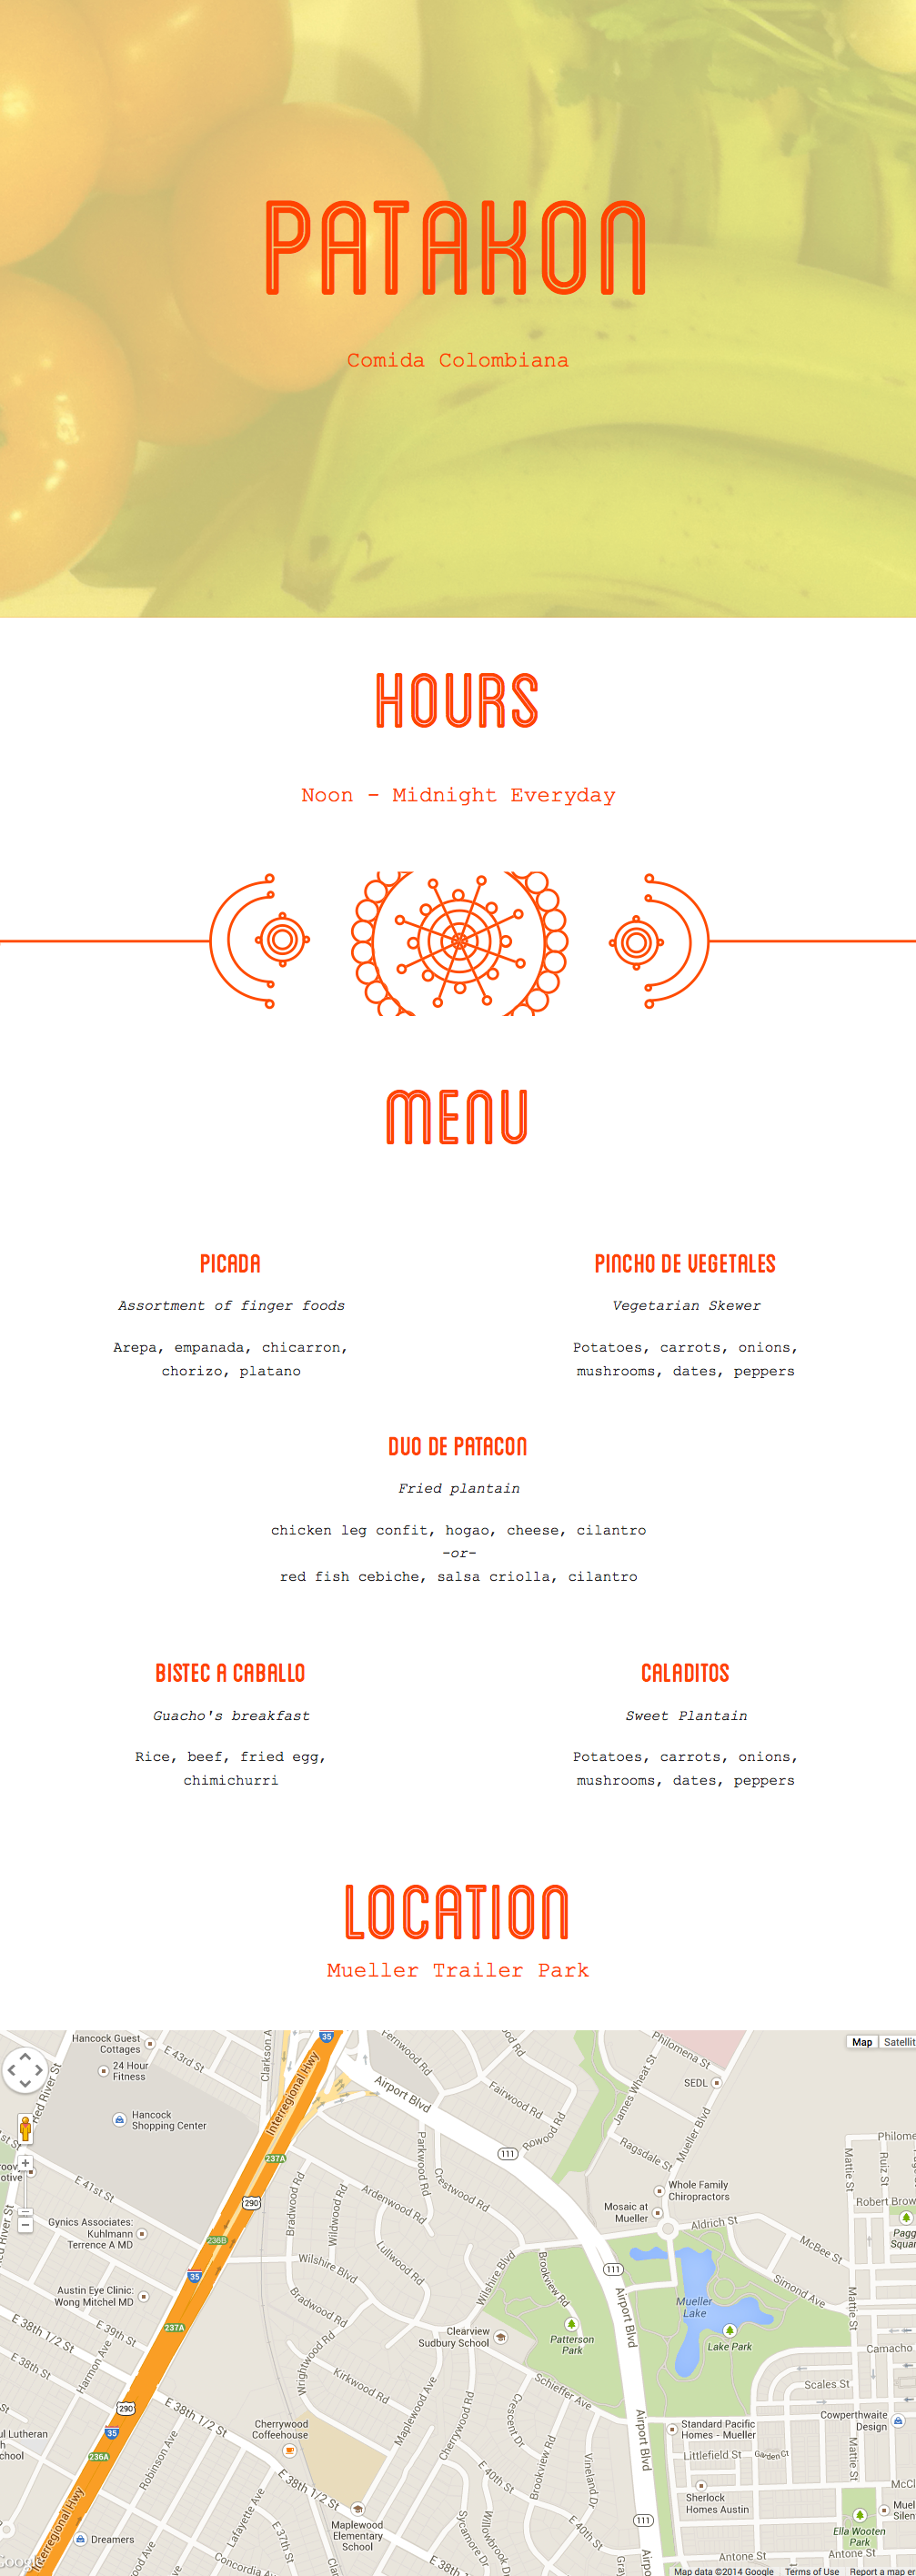 PATAKON
Comida Colombiana
HOURS
Noon - Midnight Everyday
MENU
PICADA
Assortment of finger foods
Arepa, empanada, chicarron,
chorizo, platano
PINCHO DE VEGETALES
Vegetarian Skewer
Potatoes, carrots, onions,
mushrooms, dates, peppers
DUO DE PATACON
Fried plantain
chicken leg confit, hogao, cheese, cilantro
-or-
red fish cebiche, salsa criolla, cilantro
BISTEC A CABALLO
Guacho's breakfast
Rice, beef, fried egg,
chimichurri
CALADITOS
Sweet Plantain
Potatoes, carrots, onions,
mushrooms, dates, peppers
LOCATION
Mueller Trailer Park
Map
Satellit
Hancock Guest
Cottages
E 43rd St
24 Hour
Fitness
Red River St
Hancock
Shopping Center
Clarkson A
Interregional Hwy
35
Fernwood Rd
Airport Blvd
Fairwood Rd
111
Rowood Rd
Philomena St
SEDL
James Wheat St
Ragsdale St
Mueller Blvd
Philome
Mattie St
Ruiz St
237A
290
E 41st St
Gynics Associates:
Kuhlmann
Terrence A MD
236B
35
Bradwood Rd
Wildwood Rd
Ardenwood Rd
Parkwood Rd
Crestwood Rd
Lullwood Rd
Wilshire Blvd
Wilshire Blvd
Whole Family
Chiropractors
Mosaic at
Mueller
Aldrich St
Robert Brow
Pagg
Squar
McBee St
Simond Ave
Austin Eye Clinic:
Wong Mitchel MD
E 39th St
E 38th 1/2 St
E 38th St
Harmon Ave
237A
Bradwood Rd
Wrightwood Rd
Kirkwood Rd
Clearview
Sudbury School
Brookview Rd
Patterson
Park
111
Airport Blvd
Mueller
Lake
Lake Park
Mattie St
Camacho
Scales St
Schieffer Ave
290
35
236A
E 38th 1/2 St
Cherrywood
Coffeehouse
Maplewood Ave
Cherrywood Rd
Crescent Dr
Brookview Rd
Vineland Dr
Airport Blvd
Standard Pacific
Homes - Mueller
Littlefield St
Garden Ct
Cowperthwaite
Design
Mattie St
ul Lutheran
chool
Robinson Ave
E 38th 1/2 St
E 40th St
Sherlock
Homes Austin
McCl
Muel
Silen
Ella Wooten
Park
Maplewood
Elementary
School
Lafayette Ave
E 37th St
Sycamore Dr
Willowbrook D
E 40th St
111
Dreamers
Concordia A
E 38th
Antone St
Antone St
Google
Map data ©2014 Google
Terms of Use
Report a map e